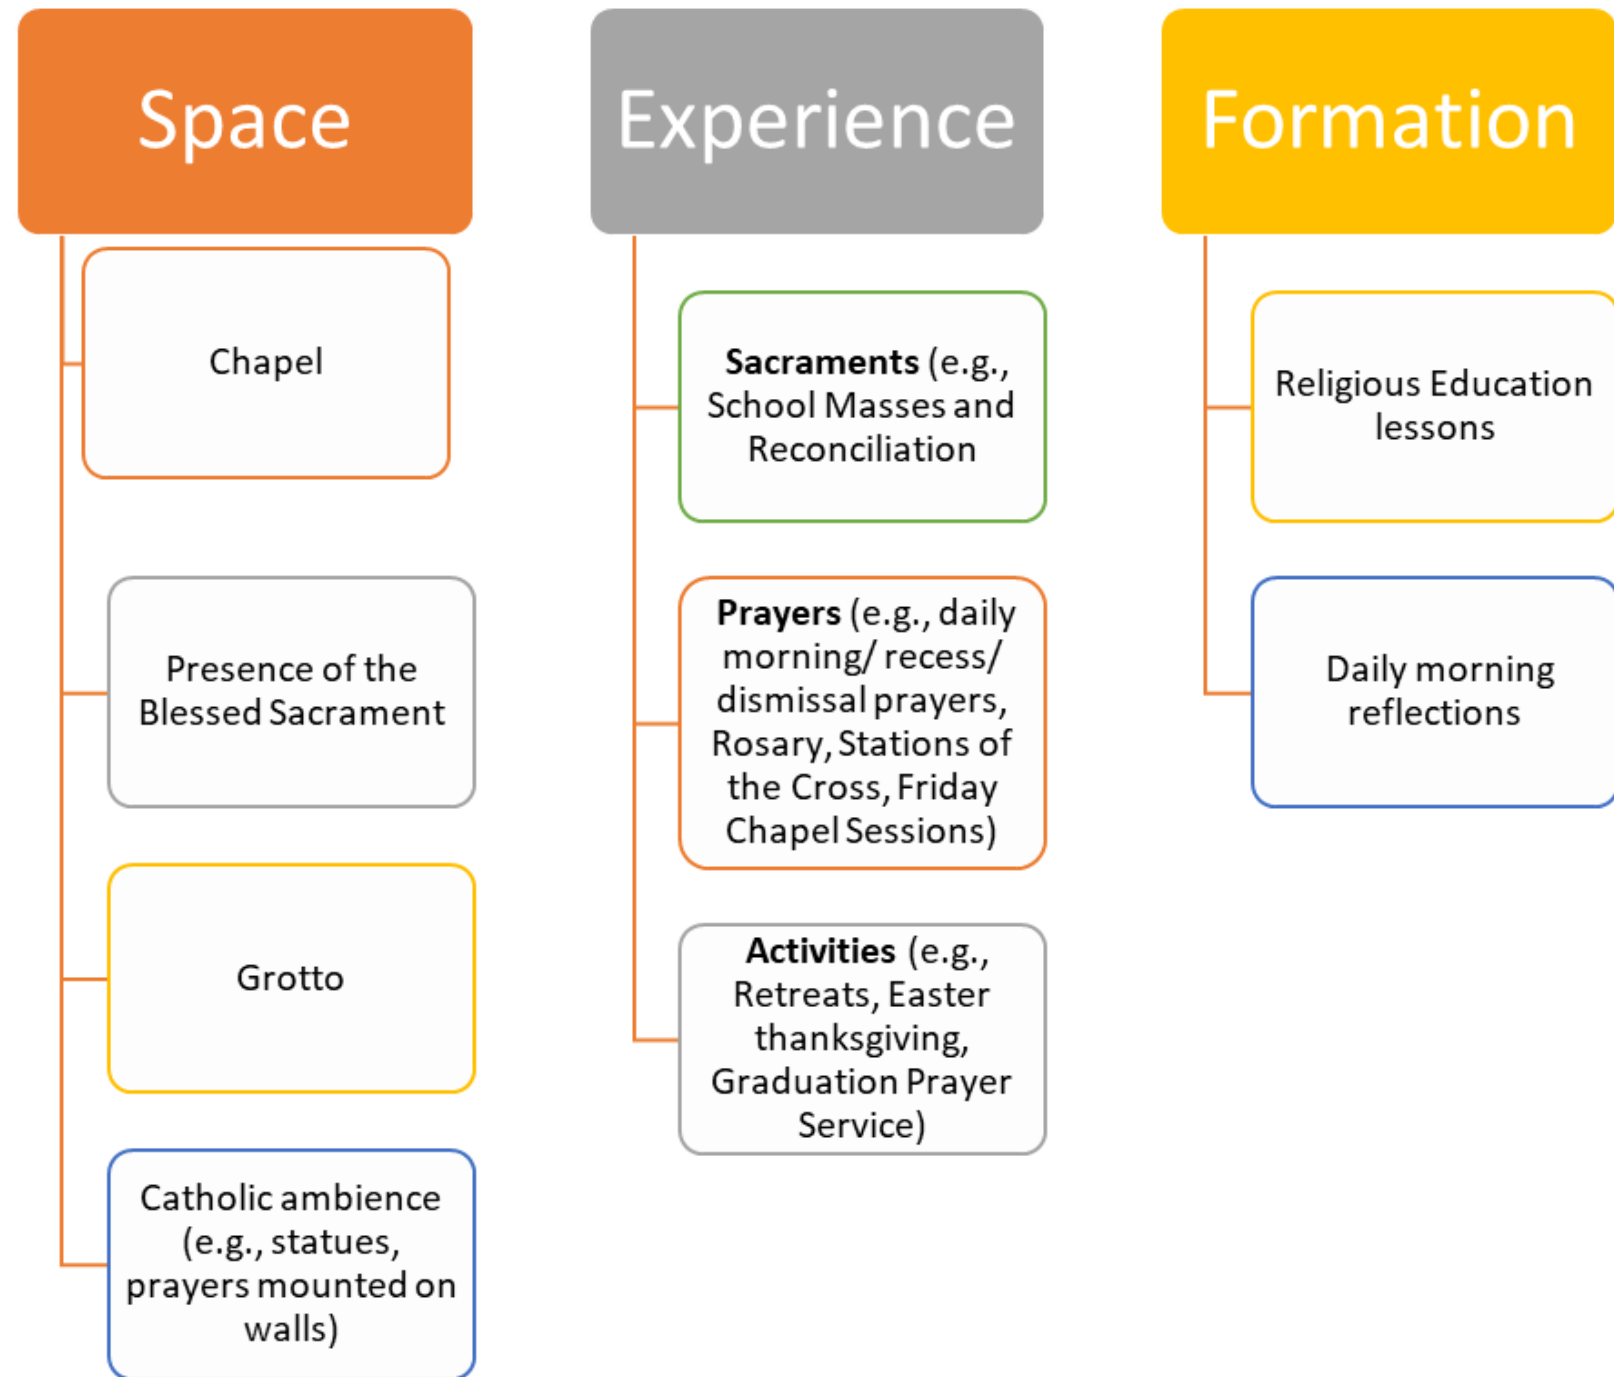 Space
Chapel
Presence of the
Blessed Sacrament
Grotto
Catholic ambience
(e.g., statues,
prayers mounted on
walls)
Experience
Sacraments (e.g.,
School Masses and
Reconciliation
Prayers (e.g., daily
morning/ recess/
dismissal prayers,
Rosary, Stations of
the Cross, Friday
Chapel Sessions)
Activities (e.g.,
Retreats, Easter
thanksgiving,
Graduation Prayer
Service)
Formation
Religious Education
lessons
Daily morning
reflections